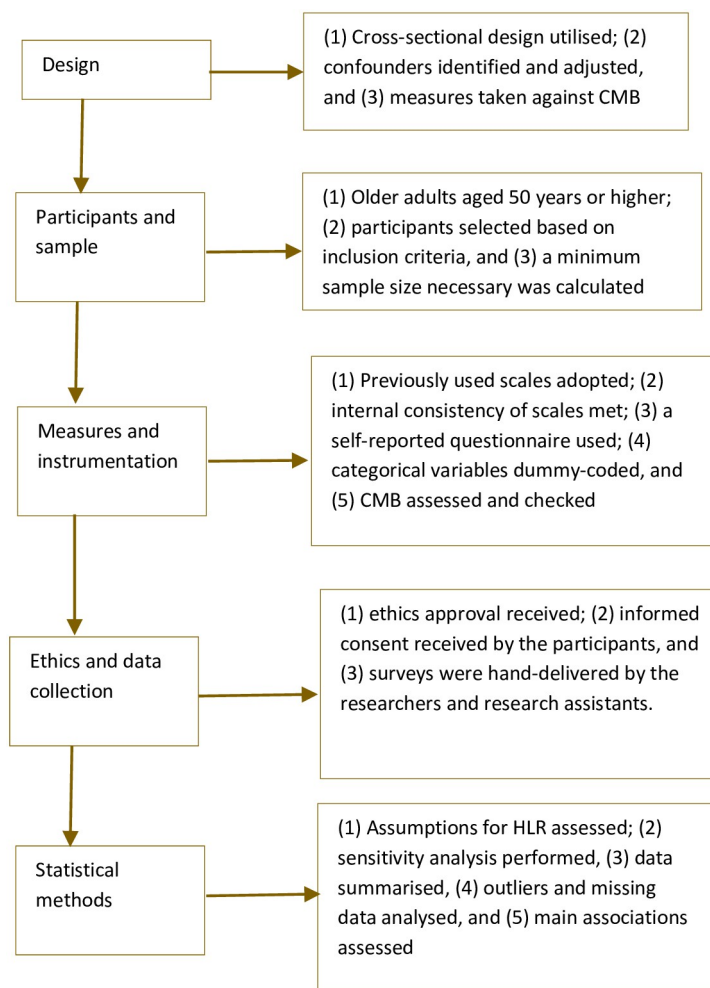 Design
(1) Cross-sectional design utilised; (2)
confounders identified and adjusted,
and (3) measures taken against CMB
Participants and
sample
(1) Older adults aged 50 years or higher;
(2) participants selected based on
inclusion criteria, and (3) a minimum
sample size necessary was calculated
Measures and
instrumentation
(1) Previously used scales adopted; (2)
internal consistency of scales met; (3) a
self-reported questionnaire used; (4)
categorical variables dummy-coded, and
(5) CMB assessed and checked
Ethics and data
collection
(1) ethics approval received; (2) informed
consent received by the participants, and
(3) surveys were hand-delivered by the
researchers and research assistants.
Statistical
methods
(1) Assumptions for HLR assessed; (2)
sensitivity analysis performed, (3) data
summarised, (4) outliers and missing
data analysed, and (5) main associations
assessed